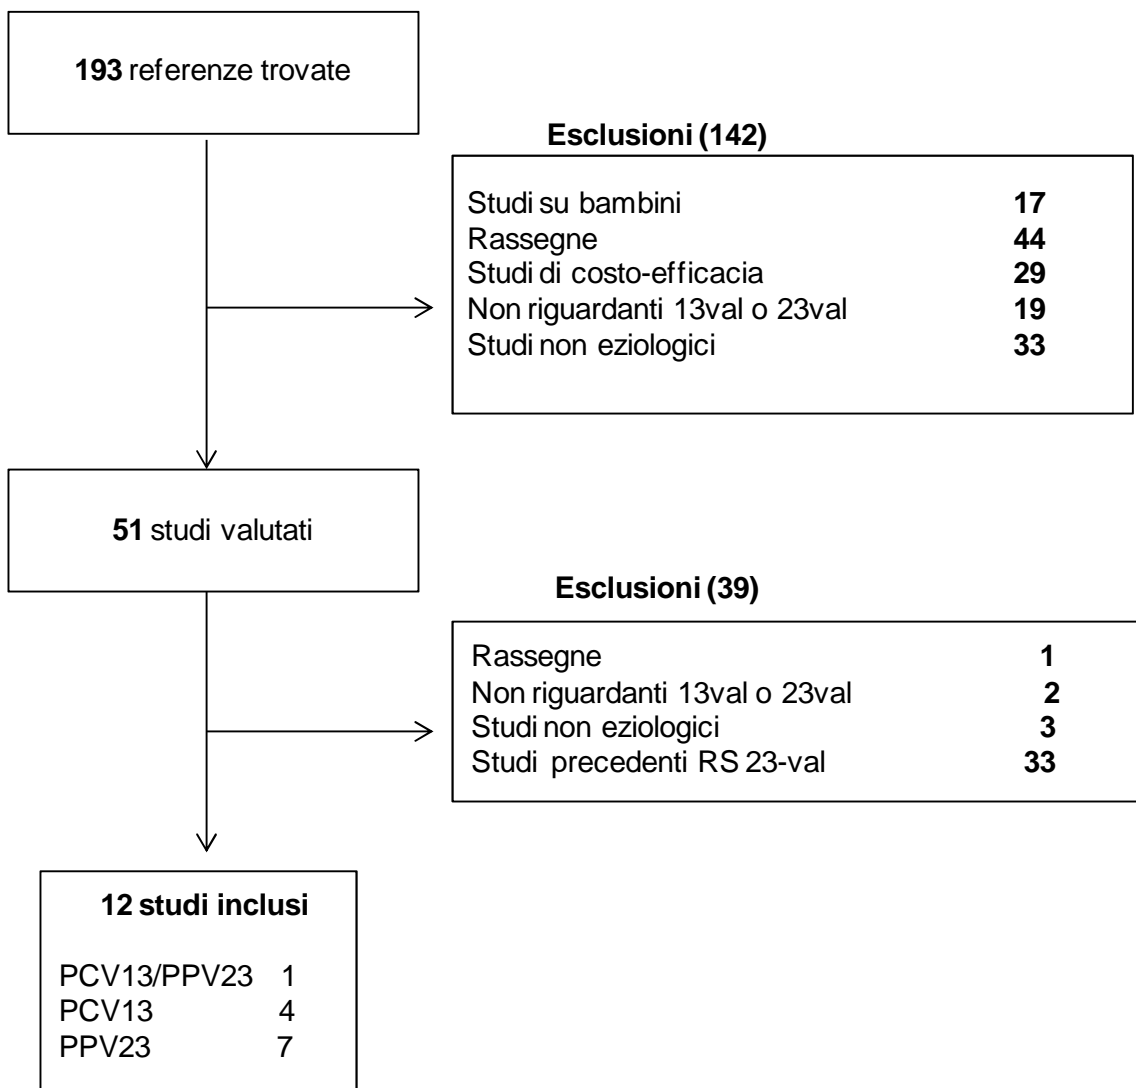 193 referenze trovate
Esclusioni (142)
Studi su bambini 17
Rassegne 44
Studi di costo-efficacia 29
Non riguardanti 13val o 23val 19
Studi non eziologici 33
51 studi valutati
Esclusioni (39)
Rassegne 1
Non riguardanti 13val o 23val 2
Studi non eziologici 3
Studi precedenti RS 23-val 33
12 studi inclusi
PCV13/PPV23 1
PCV13 4
PPV23 7